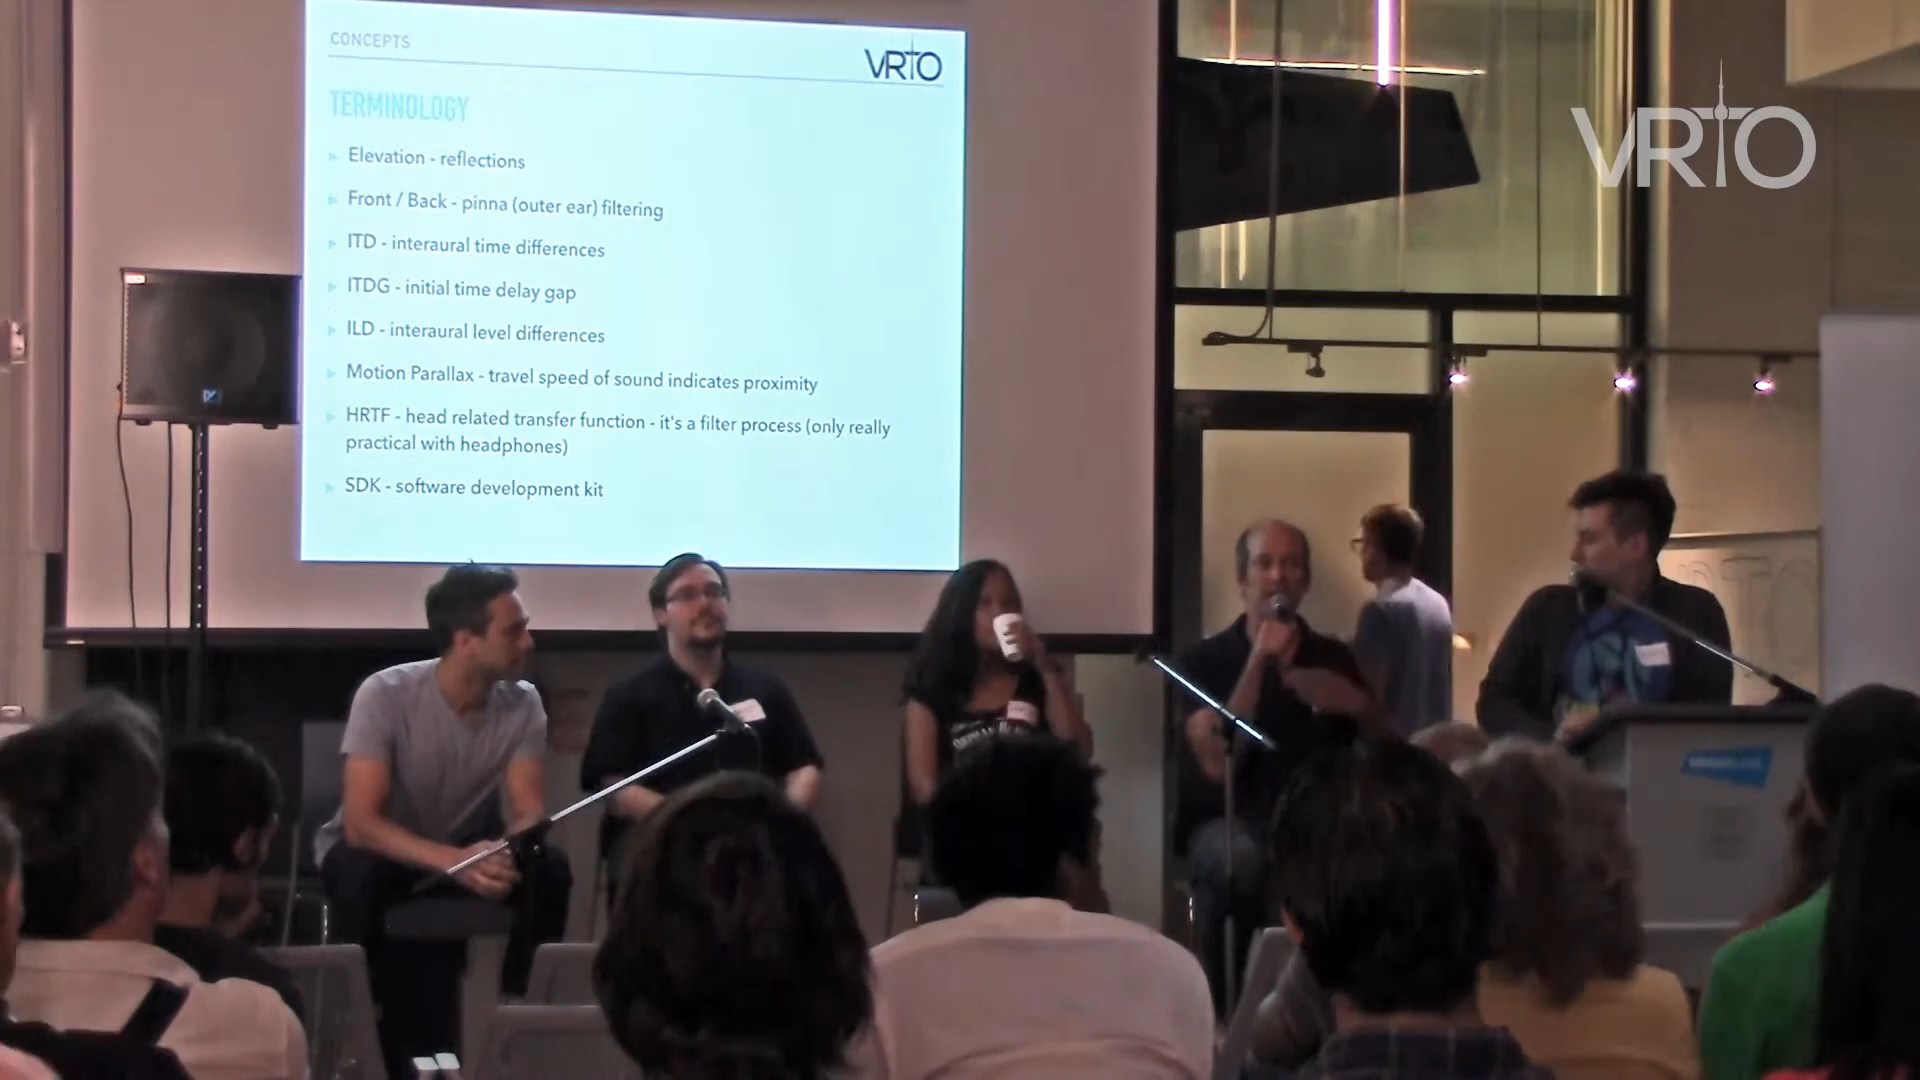 CONCEPTS
VRTO
TERMINOLOGY
Elevation - reflections
Front / Back - pinna (outer ear) filtering
ITD - interaural time differences
ITDG - initial time delay gap
ILD - interaural level differences
Motion Parallax - travel speed of sound indicates proximity
HRTF - head related transfer function - it's a filter process (only really
practical with headphones)
SDK - software development kit
VRTO